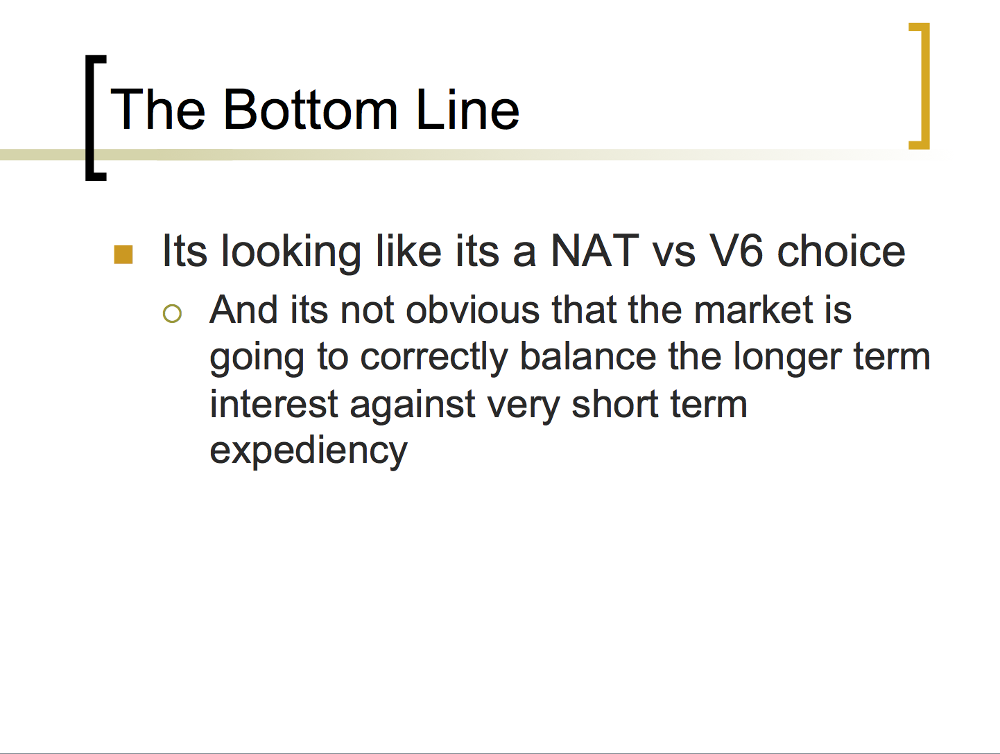 The Bottom Line
Its looking like its a NAT vs V6 choice
And its not obvious that the market is
going to correctly balance the longer term
interest against very short term
expediency